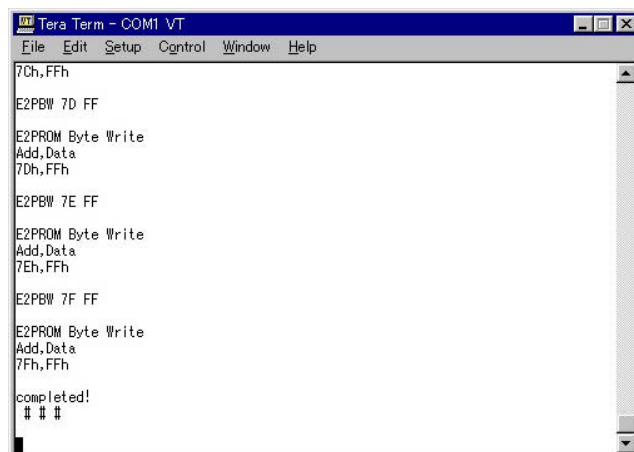 Tera Term - COM1 VT
File Edit Setup Control Window Help
7Ch,FFh
E2PBW 7D FF
E2PROM Byte Write
Add,Data
7Dh,FFh
E2PBW 7E FF
E2PROM Byte Write
Add,Data
7Eh,FFh
E2PBW 7F FF
E2PROM Byte Write
Add,Data
7Fh,FFh
completed!
# # #